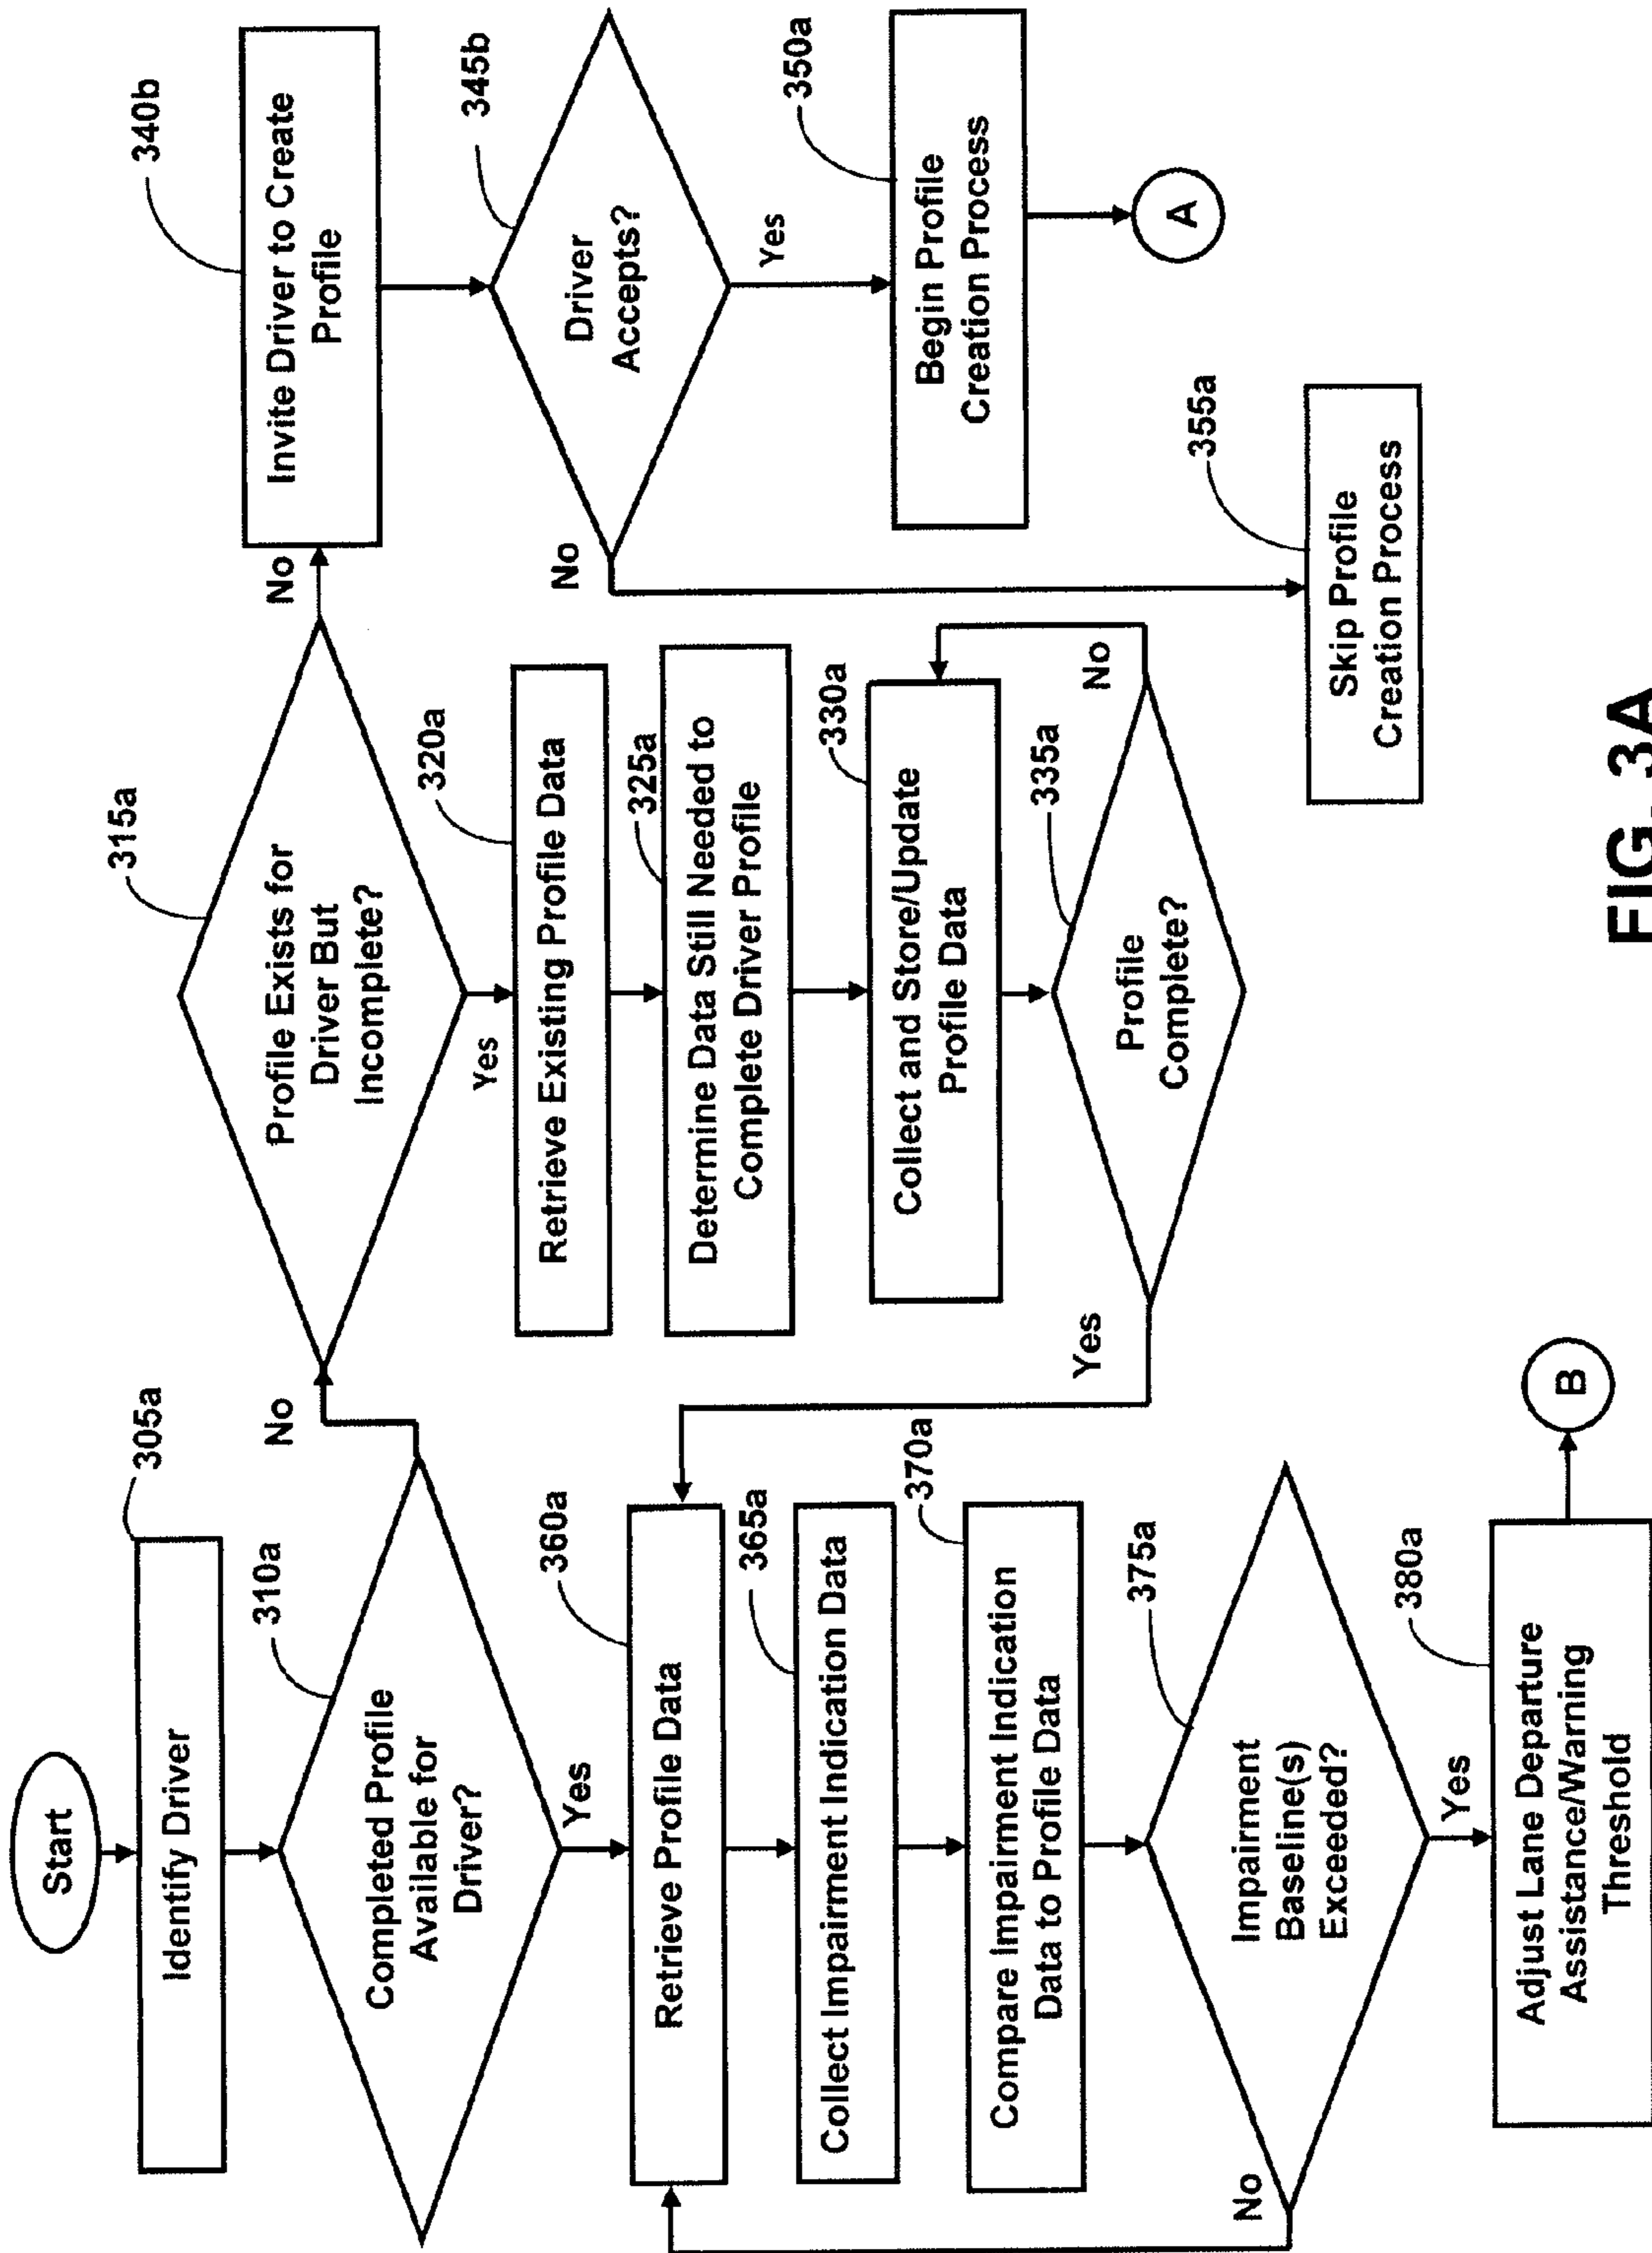 Start
305a
Identify Driver
310a
Completed Profile
Available for
Driver?
No
Yes
360a
Retrieve Profile Data
365a
Collect Impairment Indication Data
370a
Compare Impairment Indication
Data to Profile Data
375a
Impairment
Baseline(s)
Exceeded?
No
Yes
380a
Adjust Lane Departure
Assistance/Warning
Threshold
B
315a
Profile Exists for
Driver But
Incomplete?
No
Yes
320a
Retrieve Existing Profile Data
325a
Determine Data Still Needed to
Complete Driver Profile
330a
Collect and Store/Update
Profile Data
335a
Profile
Complete?
Yes
No
340b
Invite Driver to Create
Profile
345b
Driver
Accepts?
No
Yes
350a
Begin Profile
Creation Process
A
355a
Skip Profile
Creation Process
FIG. 3A